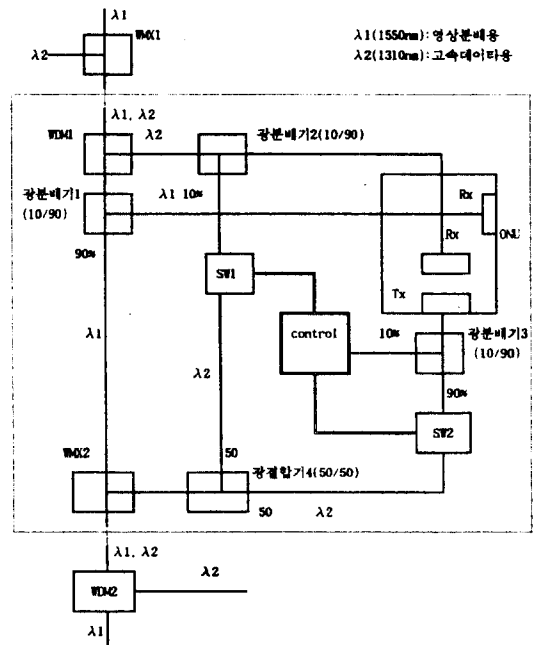 λ1
WMX1
λ2
λ1(1550nm):영상분배용
λ2(1310nm):고속데이타용
λ1, λ2
WDM1
λ2
광분배기2(10/90)
광분배기1
(10/90)
λ1 10%
Rx
ONU
Rx
90%
SW1
Tx
control
10%
광분배기3
(10/90)
λ1
λ2
90%
SW2
WMX2
50
광결합기4(50/50)
50
λ2
λ1, λ2
WDM2
λ2
λ1